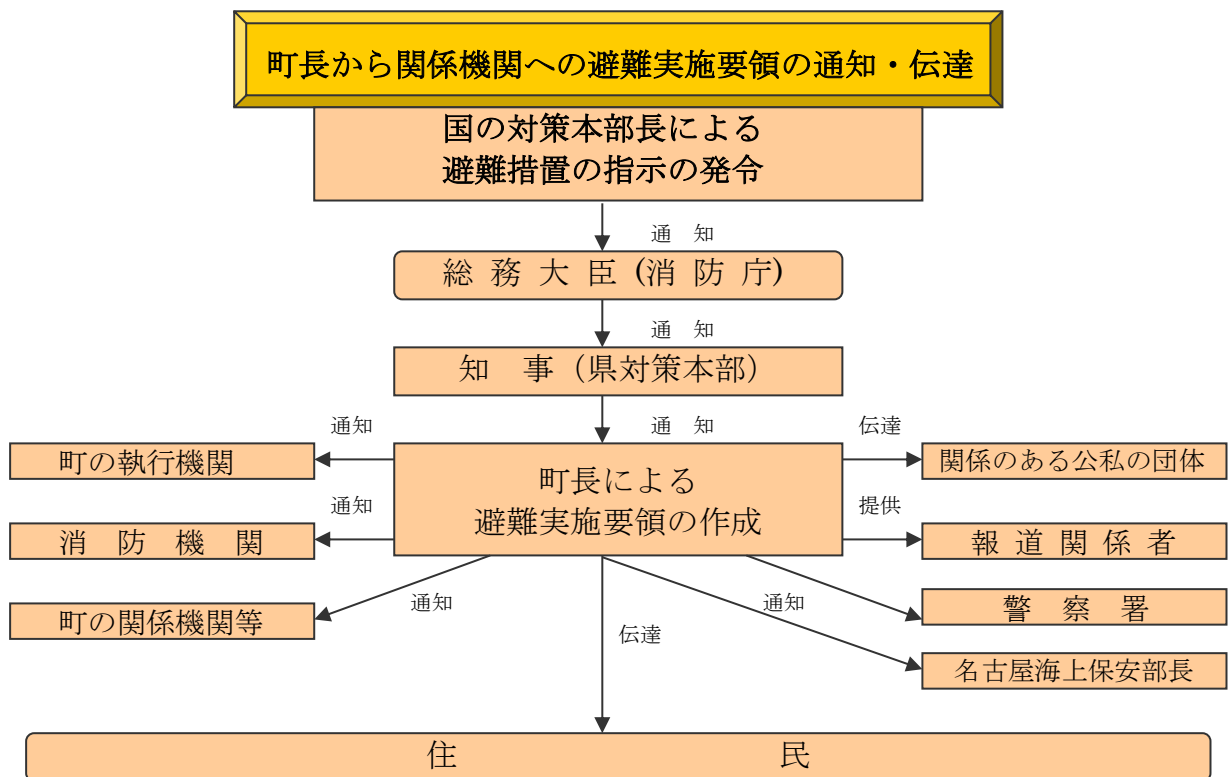 町長から関係機関への避難実施要領の通知・伝達
国の対策本部長による
避難措置の指示の発令
通 知
総 務 大 臣 (消 防 庁)
通 知
知 事 (県対策本部)
通 知
通知
伝達
町の執行機関
町長による
避難実施要領の作成
関係のある公私の団体
通知
提供
消 防 機 関
報 道 関 係 者
通知
通知
町の関係機関等
警 察 署
伝達
名古屋海上保安部長
住 民